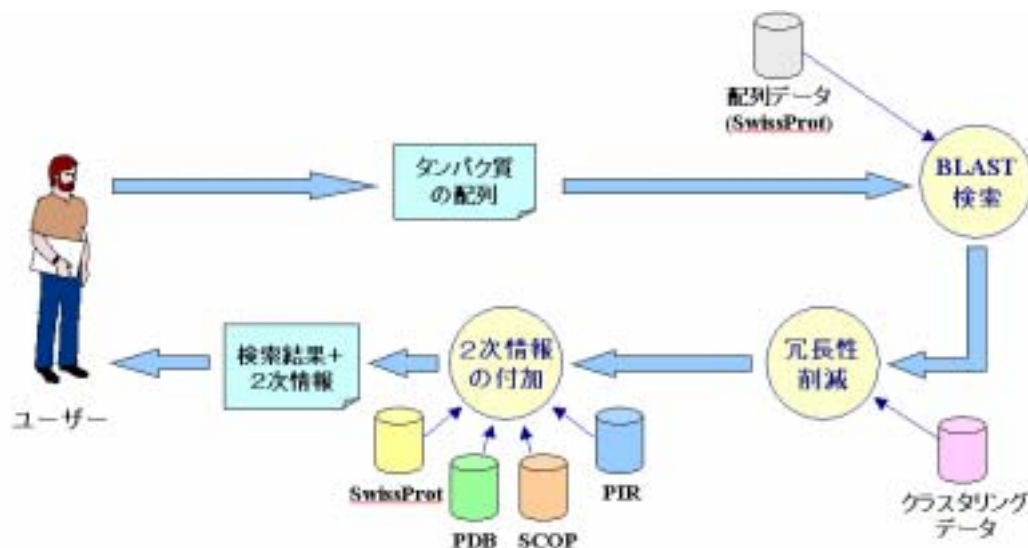 配列データ
(SwissProt)
タンパク質
の配列
BLAST
検索
ユーザー
検索結果+
2次情報
2次情報
の付加
冗長性
削減
SwissProt
PDB
SCOP
PIR
クラスタリング
データ